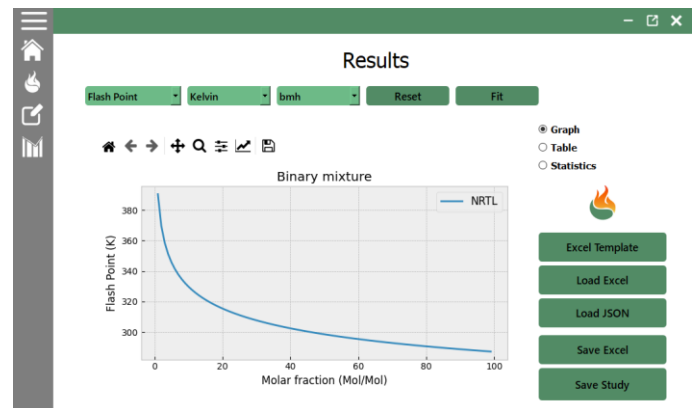 Results
Flash Point Kelvin bmh Reset Fit
Graph
Table
Statistics
Binary mixture
NRTL
380
360
340
320
300
Flash Point (K)
0 20 40 60 80 100
Molar fraction (Mol/Mol)
Excel Template
Load Excel
Load JSON
Save Excel
Save Study